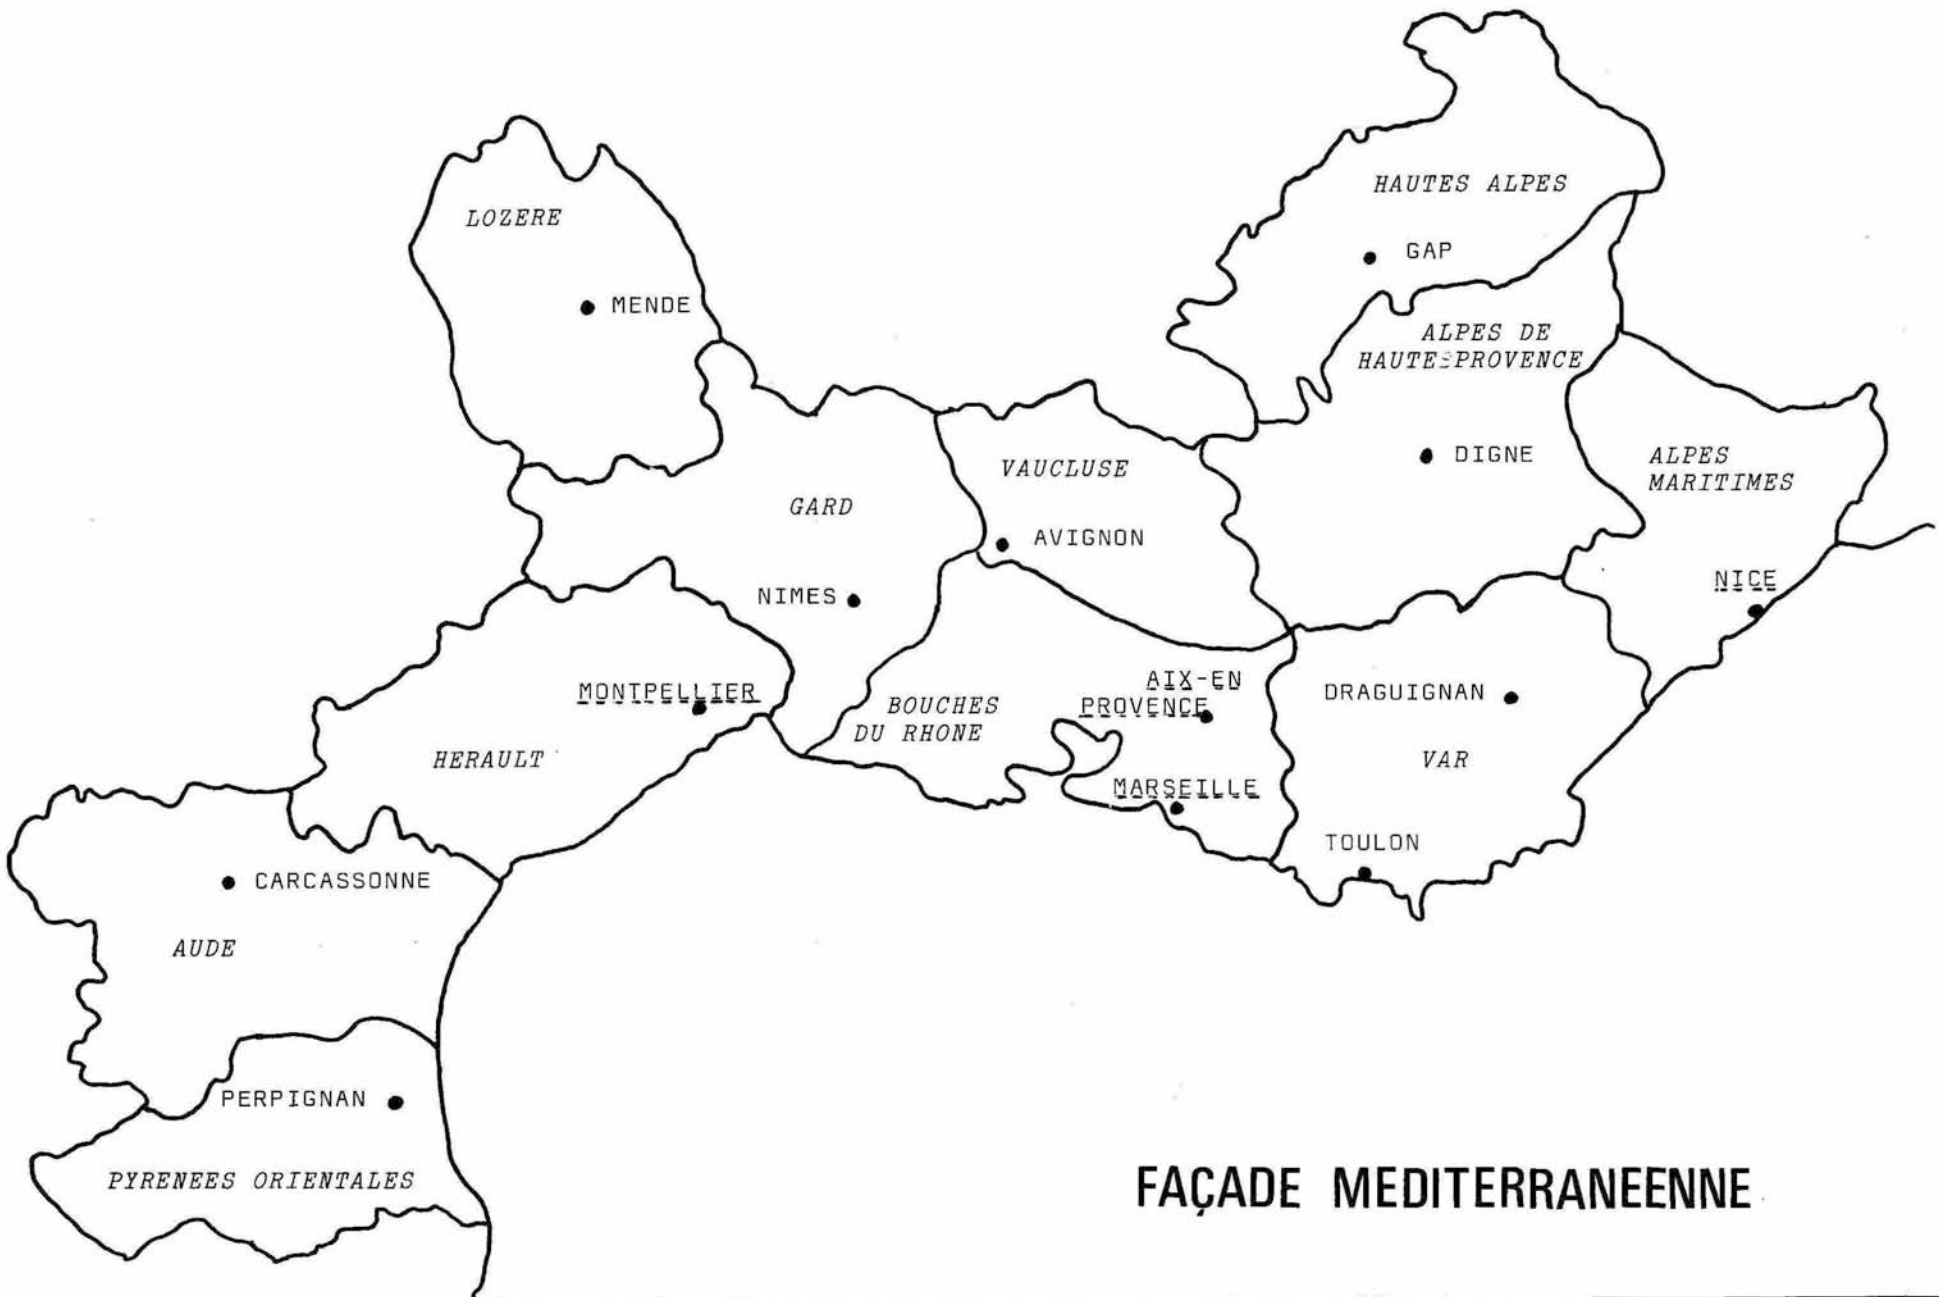 HAUTES ALPES
LOZERE
GAP
MENDE
ALPES DE
HAUTE-PROVENCE
VAUCLUSE
DIGNE
ALPES
MARITIMES
GARD
AVIGNON
NICE
NIMES
AIX-EN
PROVENCE
MONTPELLIER
DRAGUIGNAN
BOUCHES
DU RHONE
HERAULT
VAR
MARSEILLE
TOULON
CARCASSONNE
AUDE
PERPIGNAN
PYRENEES ORIENTALES
FAÇADE MEDITERRANEENNE